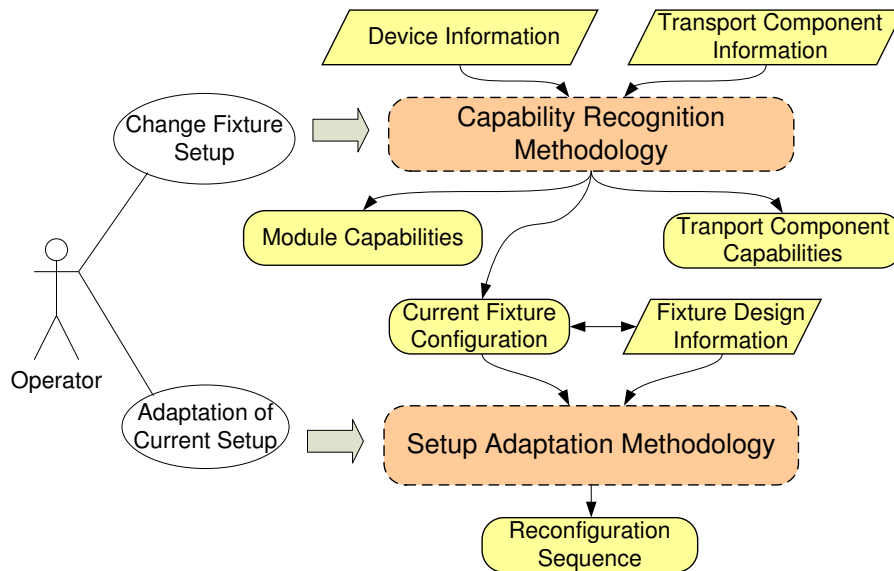 Device Information
Transport Component
Information
Change Fixture
Setup
Capability Recognition
Methodology
Module Capabilities
Tranport Component
Capabilities
Current Fixture
Configuration
Fixture Design
Information
Operator
Adaptation of
Current Setup
Setup Adaptation Methodology
Reconfiguration
Sequence